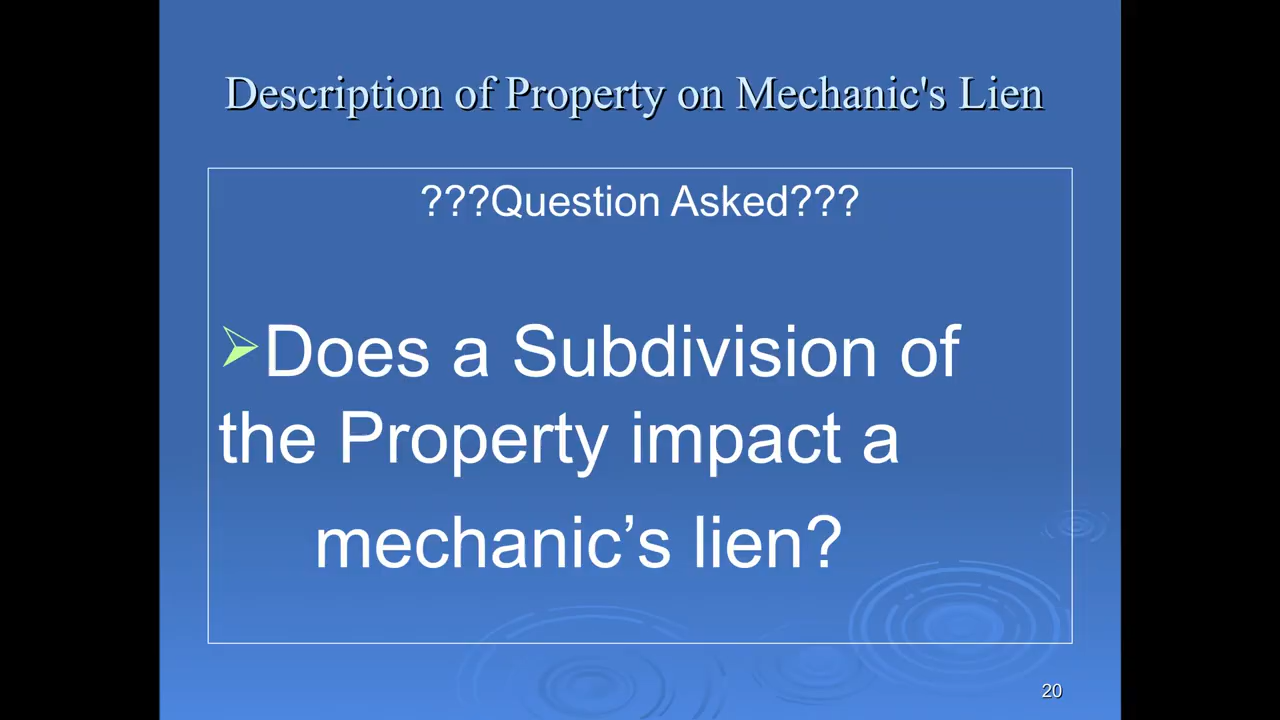 Description of Property on Mechanic's Lien
???Question Asked???
Does a Subdivision of
the Property impact a
mechanic’s lien?
20